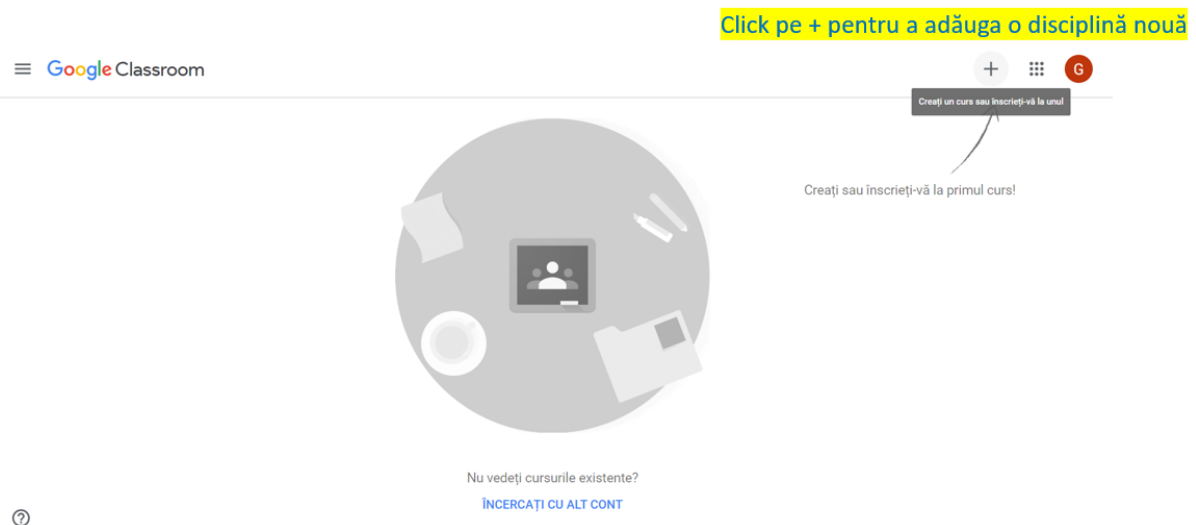 Click pe + pentru a adăuga o disciplină nouă
Google Classroom
G
Creați un curs sau înscrieți-vă la unul
Creați sau înscrieți-vă la primul curs!
Nu vedeți cursurile existente?
ÎNCERCAȚI CU ALT CONT